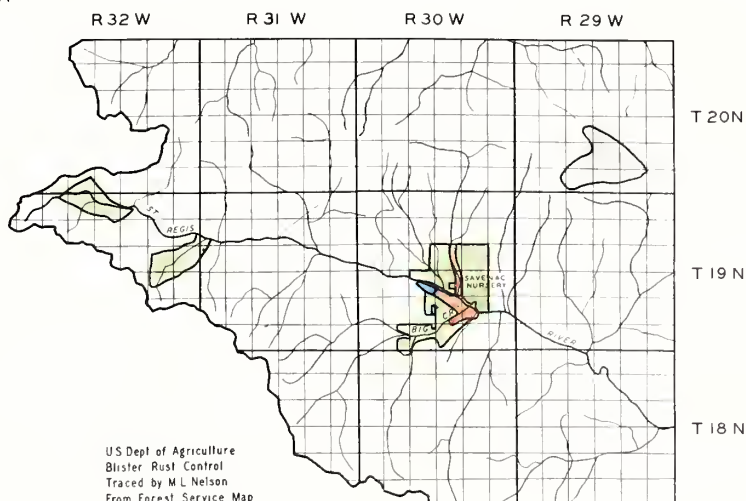 R 32 W R 31 W R 30 W R 29 W
T 20 N
ST.
REGIS
T 19 N
SAVENAC
NURSERY
BIG
CR.
RIVER
T 18 N
US Dept of Agriculture
Blister Rust Control
Traced by M L Nelson
From Forest Service Map